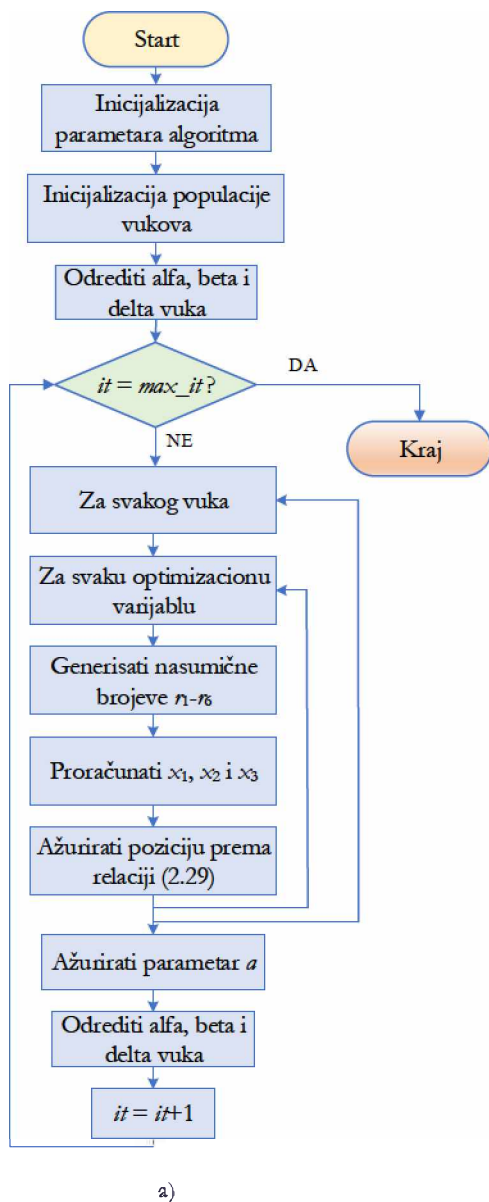 Start
Inicijalizacija
parametara algoritma
Inicijalizacija populacije
vukova
Odrediti alfa, beta i
delta vuka
it = max_it?
DA
Kraj
NE
Za svakog vuka
Za svaku optimizacionu
varijablu
Generisati nasumične
brojeve r₁-r₆
Proračunati x₁, x₂ i x₃
Ažurirati poziciju prema
relaciji (2.29)
Ažurirati parametar a
Odrediti alfa, beta i
delta vuka
it = it+1
a)